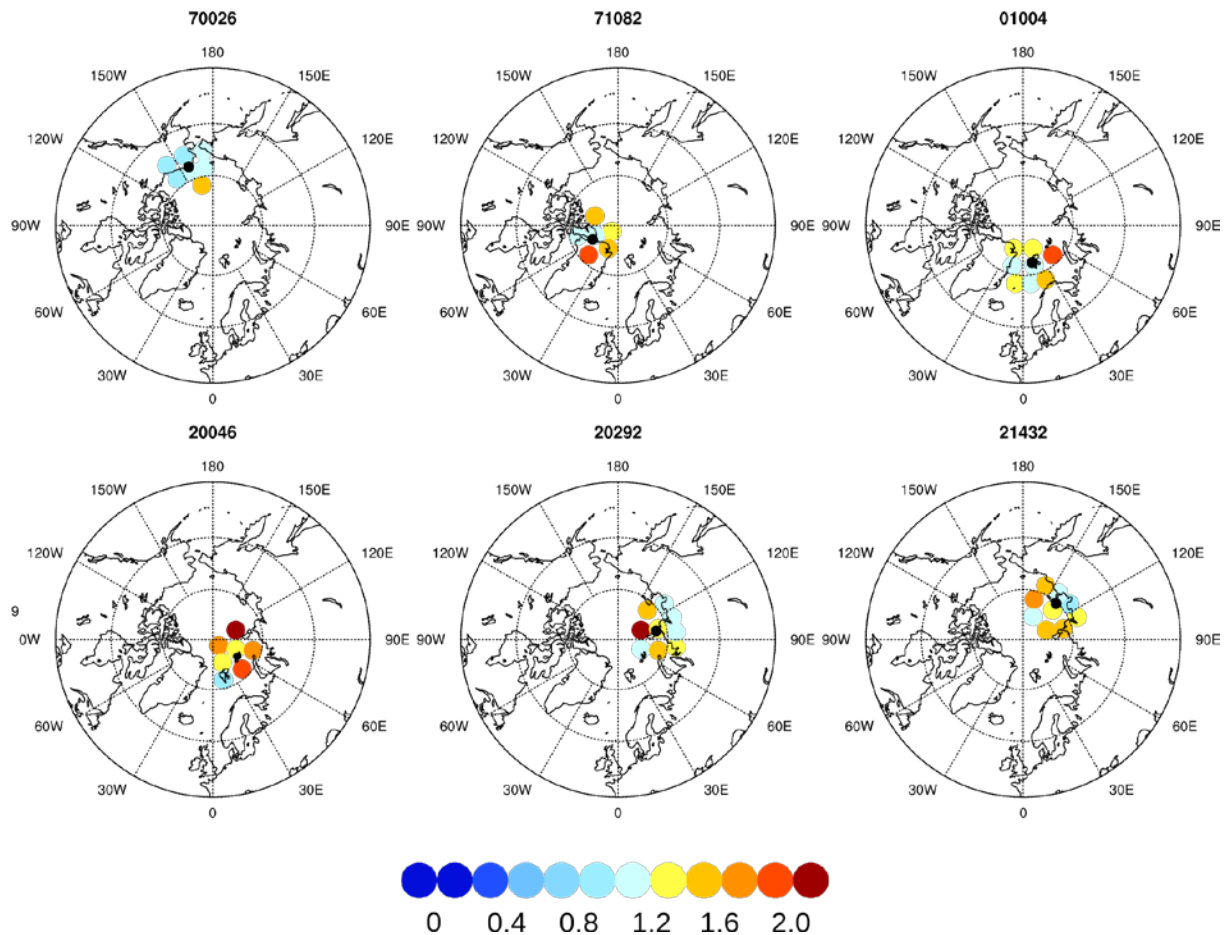 70026 71082 01004
180 180 180
150W 150E 150W 150E 150W 150E
120W 120E 120W 120E 120W 120E
90W 90E 90W 90E 90W 90E
60W 60E 60W 60E 60W 60E
30W 30E 30W 30E 30W 30E
0 0 0
20046 20292 21432
180 180 180
150W 150E 150W 150E 150W 150E
120W 120E 120W 120E 120W 120E
9
0W 90E 90W 90E 90W 90E
60W 60E 60W 60E 60W 60E
30W 30E 30W 30E 30W 30E
0 0 0
0 0.4 0.8 1.2 1.6 2.0